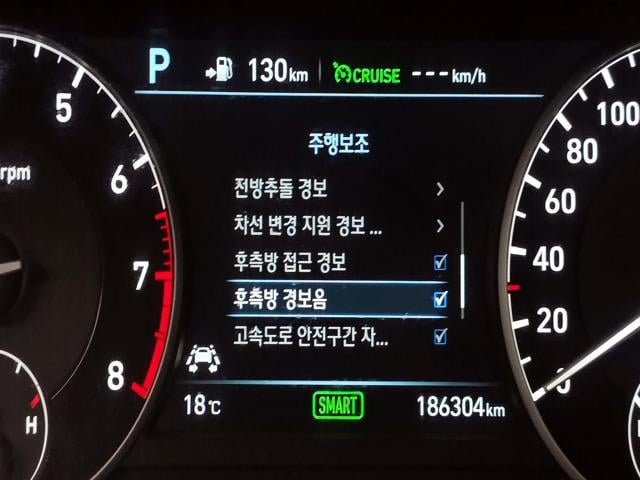 P 130km CRUISE ---km/h
주행보조
전방추돌 경보
차선 변경 지원 경보 ...
후측방 접근 경보
후측방 경보음
고속도로 안전구간 자...
18℃ SMART 186304km
rpm
5
6
7
8
H
100
80
60
40
20
0